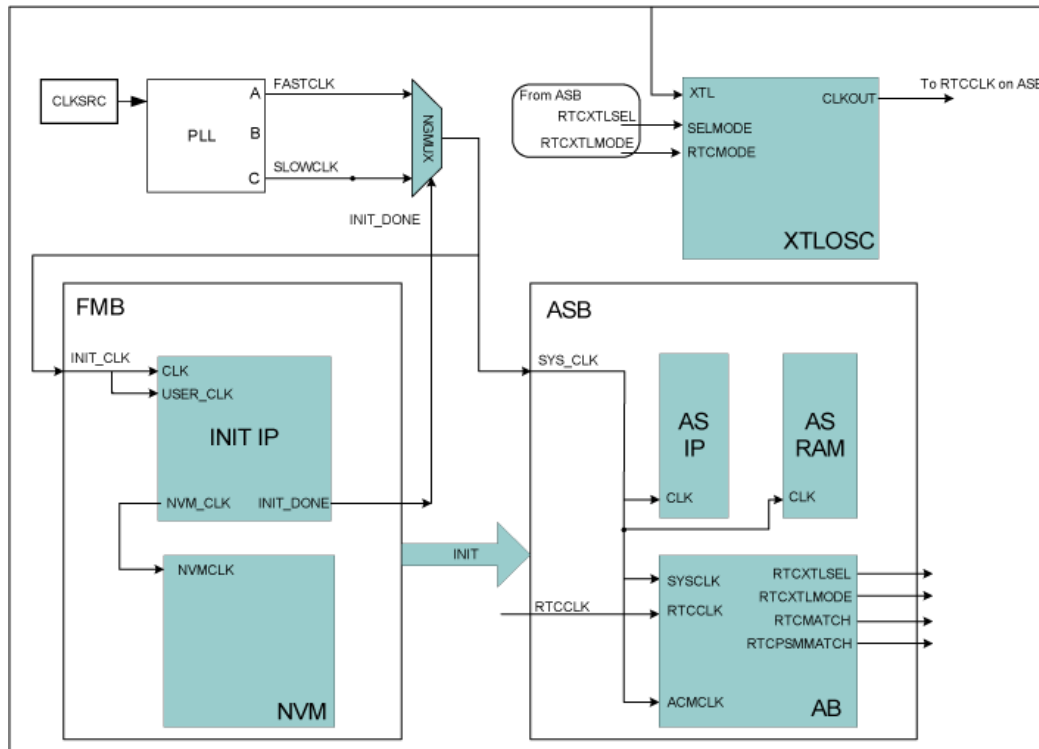 CLKSRC
PLL
A
B
C
FASTCLK
SLOWCLK
NGMUX
INIT_DONE
From ASB
RTCXTLSEL
RTCXTLMODE
XTL
SELMODE
RTCMODE
CLKOUT
XTLOSC
To RTCCLK on ASB
FMB
INIT_CLK
CLK
USER_CLK
INIT IP
NVM_CLK
INIT_DONE
NVMCLK
NVM
INIT
ASB
SYS_CLK
AS
IP
CLK
AS
RAM
CLK
RTCCLK
SYSCLK
RTCCLK
ACMCLK
RTCXTLSEL
RTCXTLMODE
RTCMATCH
RTCPSMMATCH
AB